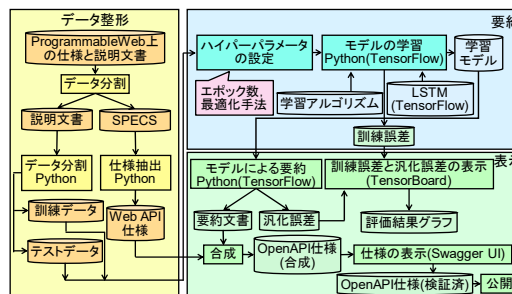 データ整形
ProgrammableWeb上
の仕様と説明文書
データ分割
説明文書
SPECS
データ分割
Python
仕様抽出
Python
訓練データ
Web API
仕様
テストデータ
要約
ハイパーパラメータ
の設定
モデルの学習
Python(TensorFlow)
学習
モデル
エポック数,
最適化手法
学習アルゴリズム
LSTM
(TensorFlow)
訓練誤差
表示
モデルによる要約
Python(TensorFlow)
訓練誤差と汎化誤差の表示
(TensorBoard)
要約文書
汎化誤差
評価結果グラフ
合成
OpenAPI仕様
(合成)
仕様の表示(Swagger UI)
OpenAPI仕様(検証済)
公開